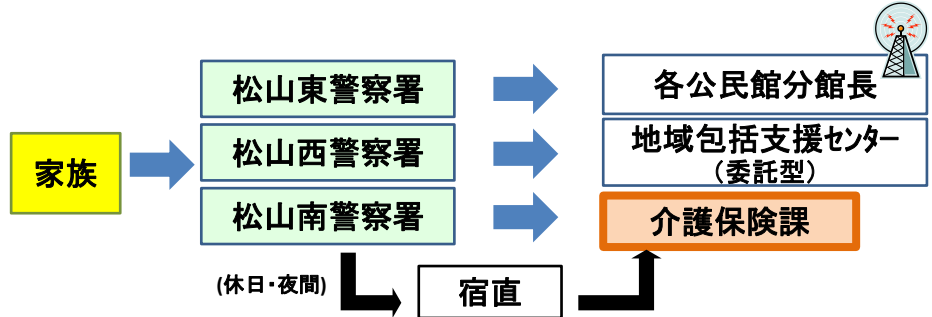 家族
松山東警察署
松山西警察署
松山南警察署
各公民館分館長
地域包括支援センター
(委託型)
介護保険課
(休日・夜間)
宿直